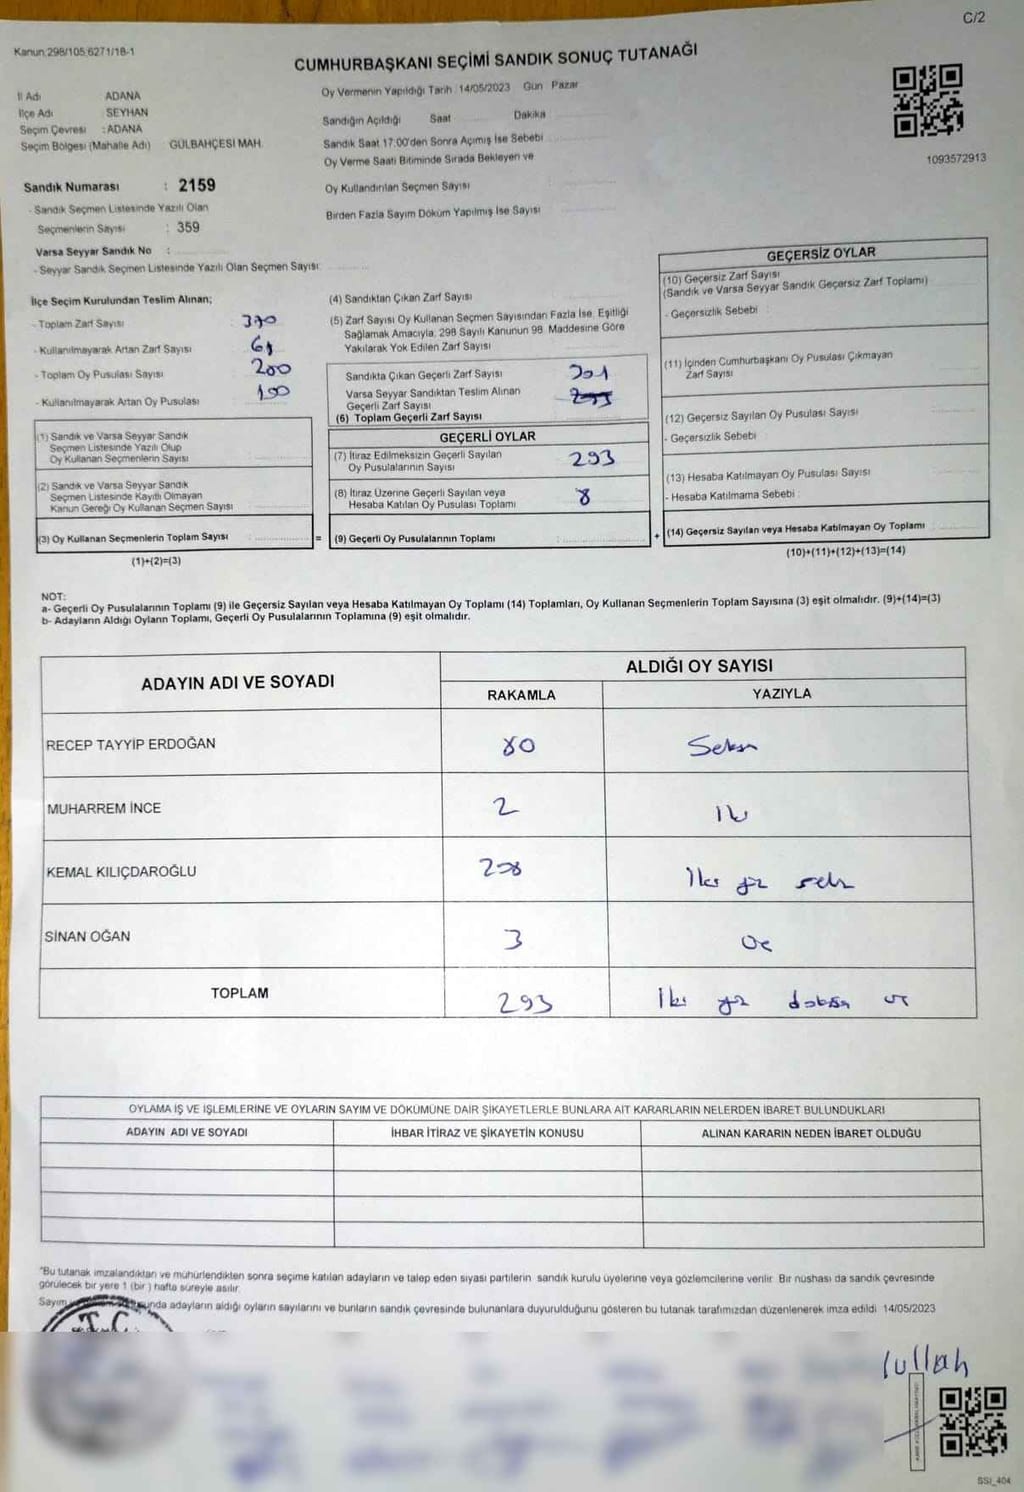 C/2
Kanun:298/105;6271/18-1
CUMHURBAŞKANI SEÇİMİ SANDIK SONUÇ TUTANAĞI
İl Adı ADANA
İlçe Adı : SEYHAN
Seçim Çevresi : ADANA
Seçim Bölgesi (Mahalle Adı) GÜLBAHÇESİ MAH.
Sandık Numarası : 2159
- Sandık Seçmen Listesinde Yazılı Olan
Seçmenlerin Sayısı : 359
Varsa Seyyar Sandık No :
- Seyyar Sandık Seçmen Listesinde Yazılı Olan Seçmen Sayısı:
Oy Vermenin Yapıldığı Tarih : 14/05/2023 Gün Pazar
Sandığın Açıldığı Saat Dakika
Sandık Saat 17:00'den Sonra Açımış İse Sebebi
Oy Verme Saati Bitiminde Sırada Bekleyen ve
Oy Kullandırılan Seçmen Sayısı
Birden Fazla Sayım Döküm Yapılmış İse Sayısı
1093572913
İlçe Seçim Kurulundan Teslim Alınan;
- Toplam Zarf Sayısı 370
- Kullanılmayarak Artan Zarf Sayısı
- Toplam Oy Pusulası Sayısı 200
- Kullanılmayarak Artan Oy Pusulası
(1) Sandık ve Varsa Seyyar Sandık
Seçmen Listesinde Yazılı Olup
Oy Kullanan Seçmenlerin Sayısı
(2) Sandık ve Varsa Seyyar Sandık
Seçmen Listesinde Kayıtlı Olmayan
Kanun Gereği Oy Kullanan Seçmen Sayısı
(3) Oy Kullanan Seçmenlerin Toplam Sayısı
=
(1)+(2)=(3)
(4) Sandıktan Çıkan Zarf Sayısı
(5) Zarf Sayısı Oy Kullanan Seçmen Sayısından Fazla İse, Eşitliği
Sağlamak Amacıyla, 298 Sayılı Kanunun 98. Maddesine Göre
Yakılarak Yok Edilen Zarf Sayısı
Sandıkta Çıkan Geçerli Zarf Sayısı 301
Varsa Seyyar Sandıktan Teslim Alınan
Geçerli Zarf Sayısı
(6) Toplam Geçerli Zarf Sayısı
GEÇERLİ OYLAR
(7) İtiraz Edilmeksizin Geçerli Sayılan
Oy Pusulalarının Sayısı 293
(8) İtiraz Üzerine Geçerli Sayılan veya
Hesaba Katılan Oy Pusulası Toplamı 8
(9) Geçerli Oy Pusulalarının Toplamı :
+
GEÇERSİZ OYLAR
(10) Geçersiz Zarf Sayısı
(Sandık ve Varsa Seyyar Sandık Geçersiz Zarf Toplamı)
- Geçersizlik Sebebi :
(11) İçinden Cumhurbaşkanı Oy Pusulası Çıkmayan
Zarf Sayısı
(12) Geçersiz Sayılan Oy Pusulası Sayısı
- Geçersizlik Sebebi :
(13) Hesaba Katılmayan Oy Pusulası Sayısı
- Hesaba Katılmama Sebebi :
(14) Geçersiz Sayılan veya Hesaba Katılmayan Oy Toplamı
(10)+(11)+(12)+(13)=(14)
NOT:
a- Geçerli Oy Pusulalarının Toplamı (9) ile Geçersiz Sayılan veya Hesaba Katılmayan Oy Toplamı (14) Toplamları, Oy Kullanan Seçmenlerin Toplam Sayısına (3) eşit olmalıdır. (9)+(14)=(3)
b- Adayların Aldığı Oyların Toplamı, Geçerli Oy Pusulalarının Toplamına (9) eşit olmalıdır.
ADAYIN ADI VE SOYADI
ALDIĞI OY SAYISI
RAKAMLA YAZIYLA
RECEP TAYYİP ERDOĞAN 80 Seksen
MUHARREM İNCE 2 İki
KEMAL KILIÇDAROĞLU 208 İki yüz sekiz
SİNAN OĞAN 3 Üç
TOPLAM 293 İki yüz doksan üç
OYLAMA İŞ VE İŞLEMLERİNE VE OYLARIN SAYIM VE DÖKÜMÜNE DAİR ŞİKAYETLERLE BUNLARA AİT KARARLARIN NELERDEN İBARET BULUNDUKLARI
ADAYIN ADI VE SOYADI İHBAR İTİRAZ VE ŞİKAYETİN KONUSU ALINAN KARARIN NEDEN İBARET OLDUĞU
"Bu tutanak imzalandıktan ve mühürlendikten sonra seçime katılan adayların ve talep eden siyasi partilerin sandık kurulu üyelerine veya gözlemcilerine verilir. Bir nüshası da sandık çevresinde
görülecek bir yere 1 (bir) hafta süreyle asılır.
Sayım adayların aldığı oyların sayılarını ve bunların sandık çevresinde bulunanlara duyurulduğunu gösteren bu tutanak tarafımızdan düzenlenerek imza edildi. 14/05/2023
T.C
SSI_404